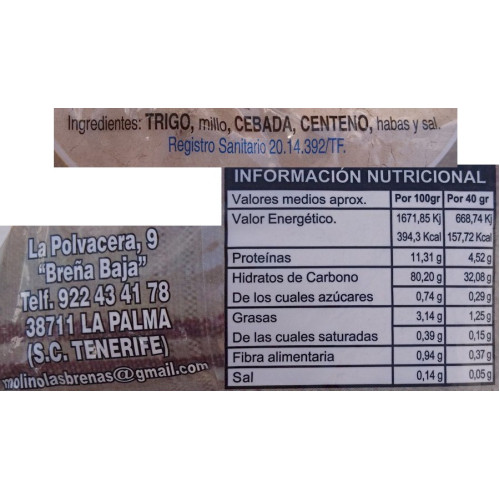 Ingredientes: TRIGO, millo, CEBADA, CENTENO, habas y sal.
Registro Sanitario 20.14.392/TF.
La Polvacera, 9
"Breña Baja"
Telf. 922 43 41 78
38711 LA PALMA
(S.C. TENERIFE)
molinolasbrenas@gmail.com
INFORMACIÓN NUTRICIONAL
Valores medios aprox. Por 100gr Por 40 gr
Valor Energético. 1671,85 Kj 668,74 Kj
394,3 Kcal 157,72 Kcal
Proteínas 11,31 g 4,52 g
Hidratos de Carbono 80,20 g 32,08 g
De los cuales azúcares 0,74 g 0,29 g
Grasas 3,14 g 1,25 g
De las cuales saturadas 0,39 g 0,15 g
Fibra alimentaria 0,94 g 0,37 g
Sal 0,14 g 0,05 g